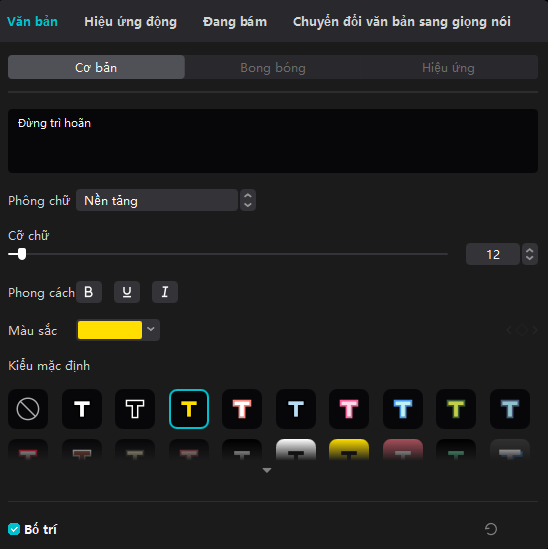 Văn bản Hiệu ứng động Đang bám Chuyển đổi văn bản sang giọng nói
Cơ bản Bong bóng Hiệu ứng
Đừng trì hoãn
Phông chữ Nền tảng
Cỡ chữ
12
Phong cách B U I
Màu sắc
Kiểu mặc định
T T T T T T T T T
T T T T T T T T T T
Bố trí